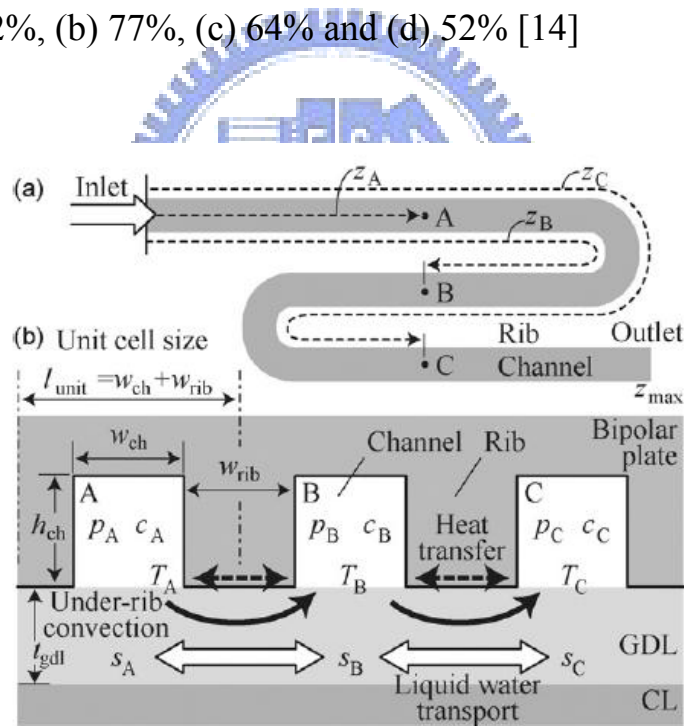 2%, (b) 77%, (c) 64% and (d) 52% [14]
(a) Inlet
z_A
z_C
z_B
A
B
C
Rib
Outlet
Channel
z_max
(b) Unit cell size
l_unit = w_ch + w_rib
Bipolar plate
w_ch
w_rib
Channel
Rib
h_ch
A
p_A c_A
T_A
B
p_B c_B
T_B
Heat transfer
C
p_C c_C
T_C
Under-rib convection
t_gdl
s_A
s_B
s_C
GDL
Liquid water transport
CL